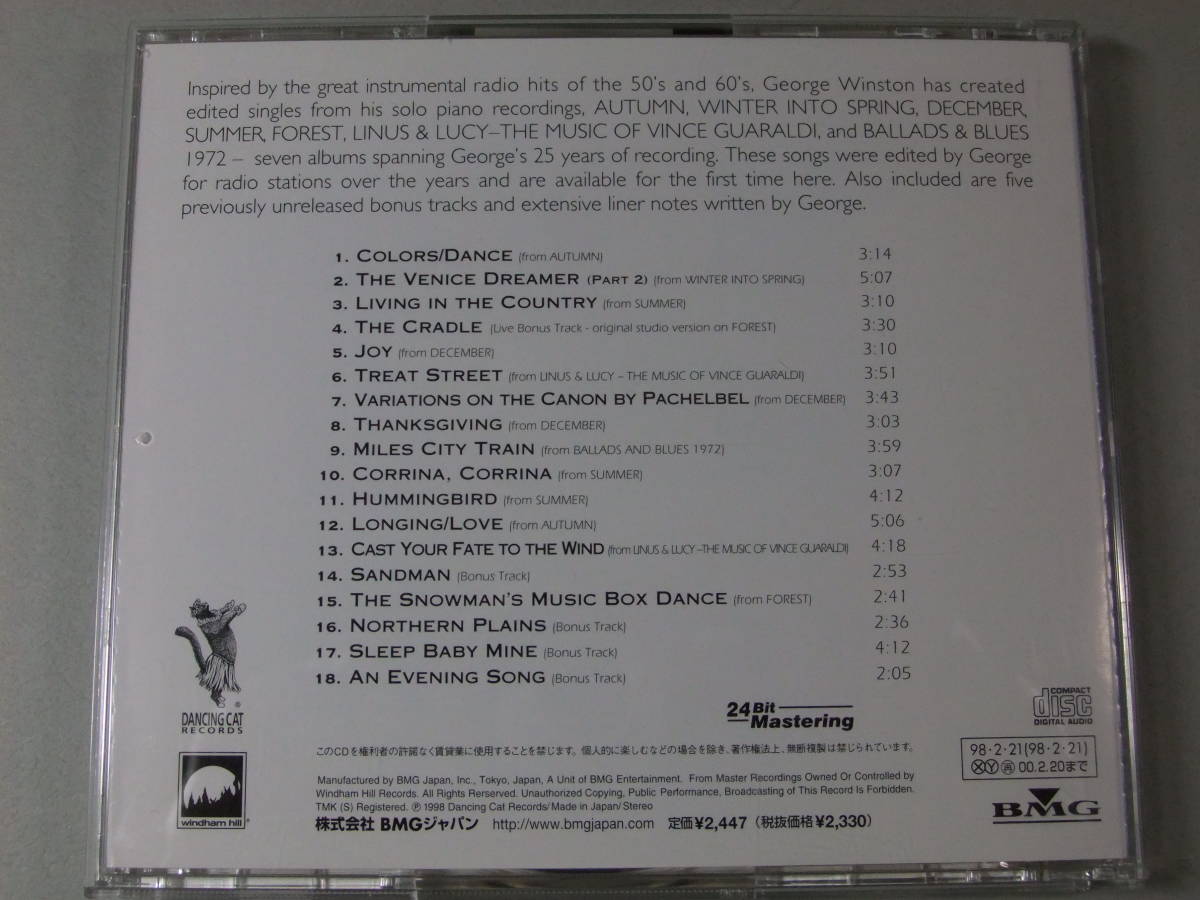 Inspired by the great instrumental radio hits of the 50's and 60's, George Winston has created
edited singles from his solo piano recordings, AUTUMN, WINTER INTO SPRING, DECEMBER,
SUMMER, FOREST, LINUS & LUCY–THE MUSIC OF VINCE GUARALDI, and BALLADS & BLUES
1972 – seven albums spanning George's 25 years of recording. These songs were edited by George
for radio stations over the years and are available for the first time here. Also included are five
previously unreleased bonus tracks and extensive liner notes written by George.
1. COLORS/DANCE (from AUTUMN) 3:14
2. THE VENICE DREAMER (PART 2) (from WINTER INTO SPRING) 5:07
3. LIVING IN THE COUNTRY (from SUMMER) 3:10
4. THE CRADLE (Live Bonus Track - original studio version on FOREST) 3:30
5. JOY (from DECEMBER) 3:10
6. TREAT STREET (from LINUS & LUCY – THE MUSIC OF VINCE GUARALDI) 3:51
7. VARIATIONS ON THE CANON BY PACHELBEL (from DECEMBER) 3:43
8. THANKSGIVING (from DECEMBER) 3:03
9. MILES CITY TRAIN (from BALLADS AND BLUES 1972) 3:59
10. CORRINA, CORRINA (from SUMMER) 3:07
11. HUMMINGBIRD (from SUMMER) 4:12
12. LONGING/LOVE (from AUTUMN) 5:06
13. CAST YOUR FATE TO THE WIND (from LINUS & LUCY –THE MUSIC OF VINCE GUARALDI) 4:18
14. SANDMAN (Bonus Track) 2:53
15. THE SNOWMAN'S MUSIC BOX DANCE (from FOREST) 2:41
16. NORTHERN PLAINS (Bonus Track) 2:36
17. SLEEP BABY MINE (Bonus Track) 4:12
18. AN EVENING SONG (Bonus Track) 2:05
DANCING CAT
RECORDS
24 Bit
Mastering
COMPACT
disc
DIGITAL AUDIO
このCDを権利者の許諾なく賃貸業に使用することを禁じます。個人的に楽しむなどの場合を除き、著作権法上、無断複製は禁じられています。
98・2・21(98・2・21)
ⓍⓎ㊢00.2.20まで
Manufactured by BMG Japan, Inc., Tokyo, Japan, A Unit of BMG Entertainment. From Master Recordings Owned Or Controlled by
Windham Hill Records. All Rights Reserved. Unauthorized Copying, Public Performance, Broadcasting of This Record Is Forbidden.
TMK (S) Registered. ℗ 1998 Dancing Cat Records/Made in Japan/Stereo
windham hill ®
株式会社 BMGジャパン http://www.bmgjapan.com 定価¥2,447（税抜価格¥2,330）
BMG